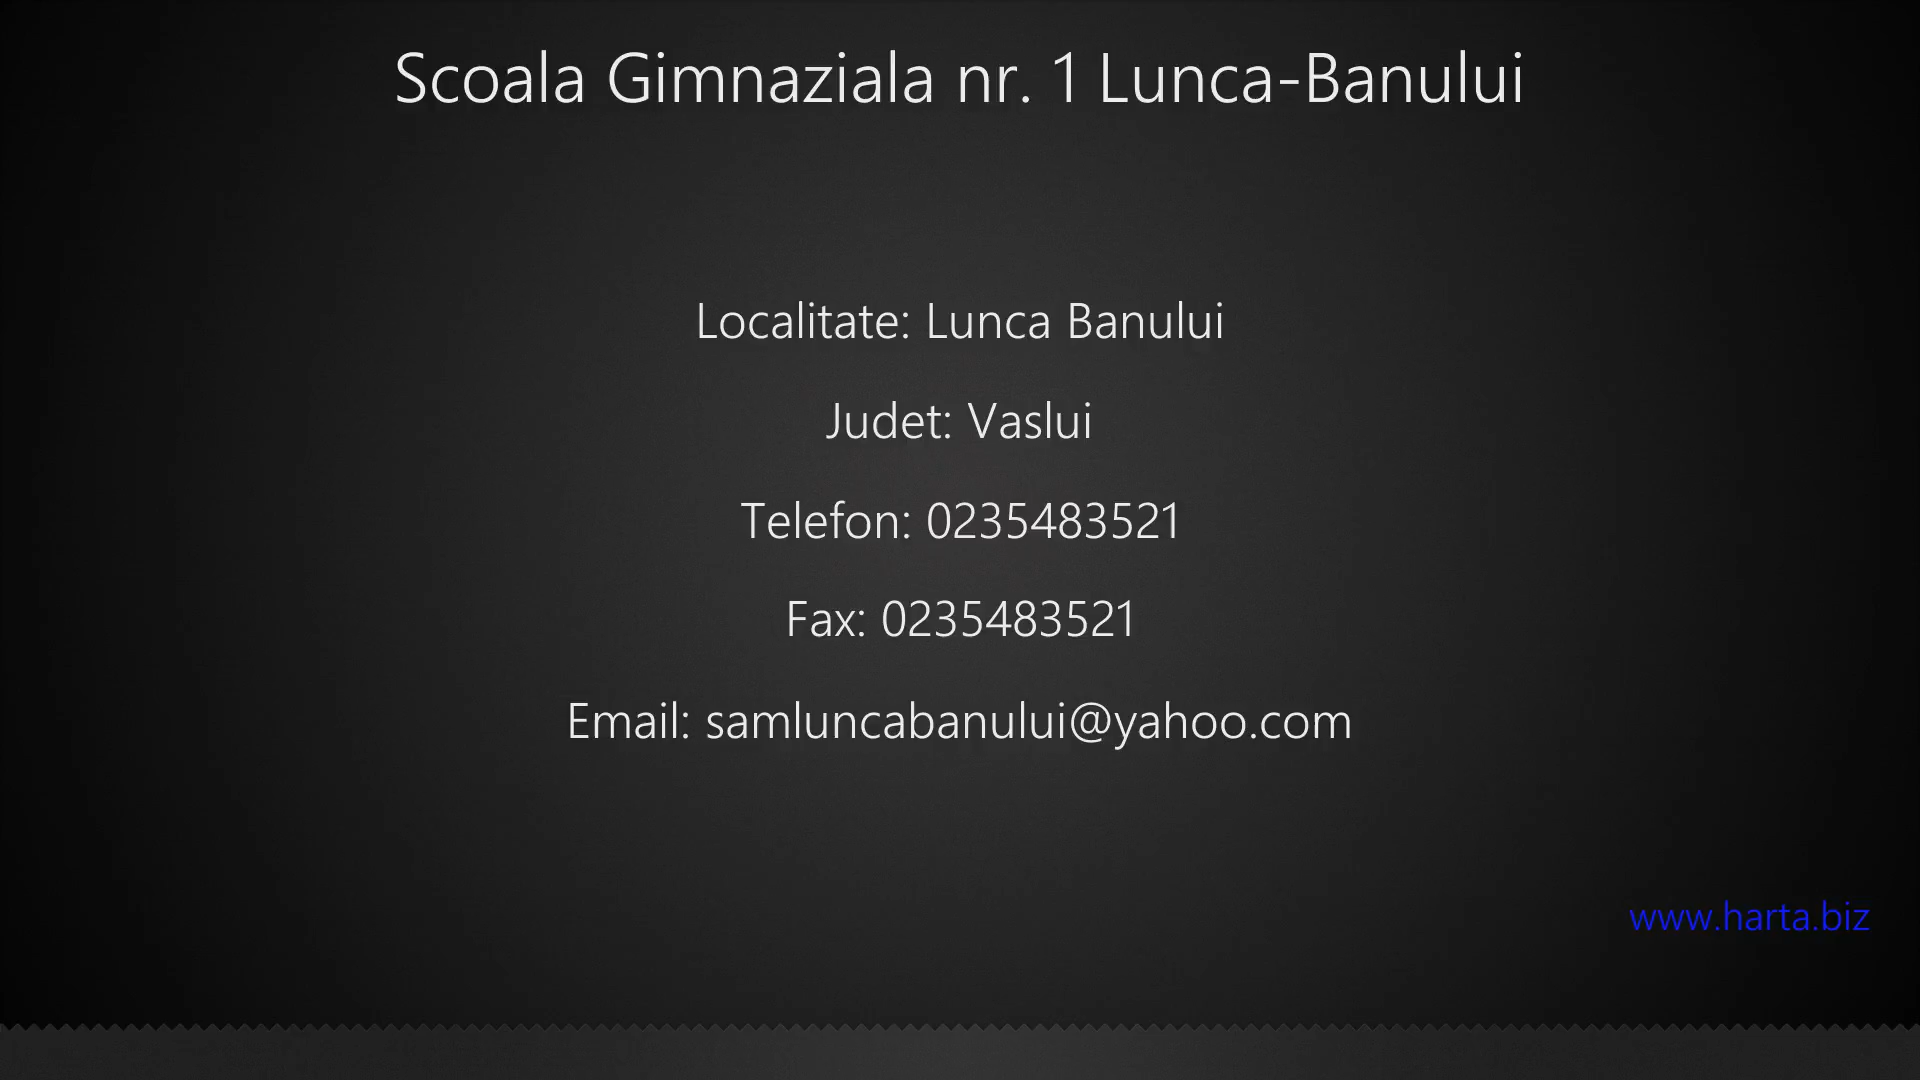 Scoala Gimnaziala nr. 1 Lunca-Banului
Localitate: Lunca Banului
Judet: Vaslui
Telefon: 0235483521
Fax: 0235483521
Email: samluncabanului@yahoo.com
www.harta.biz